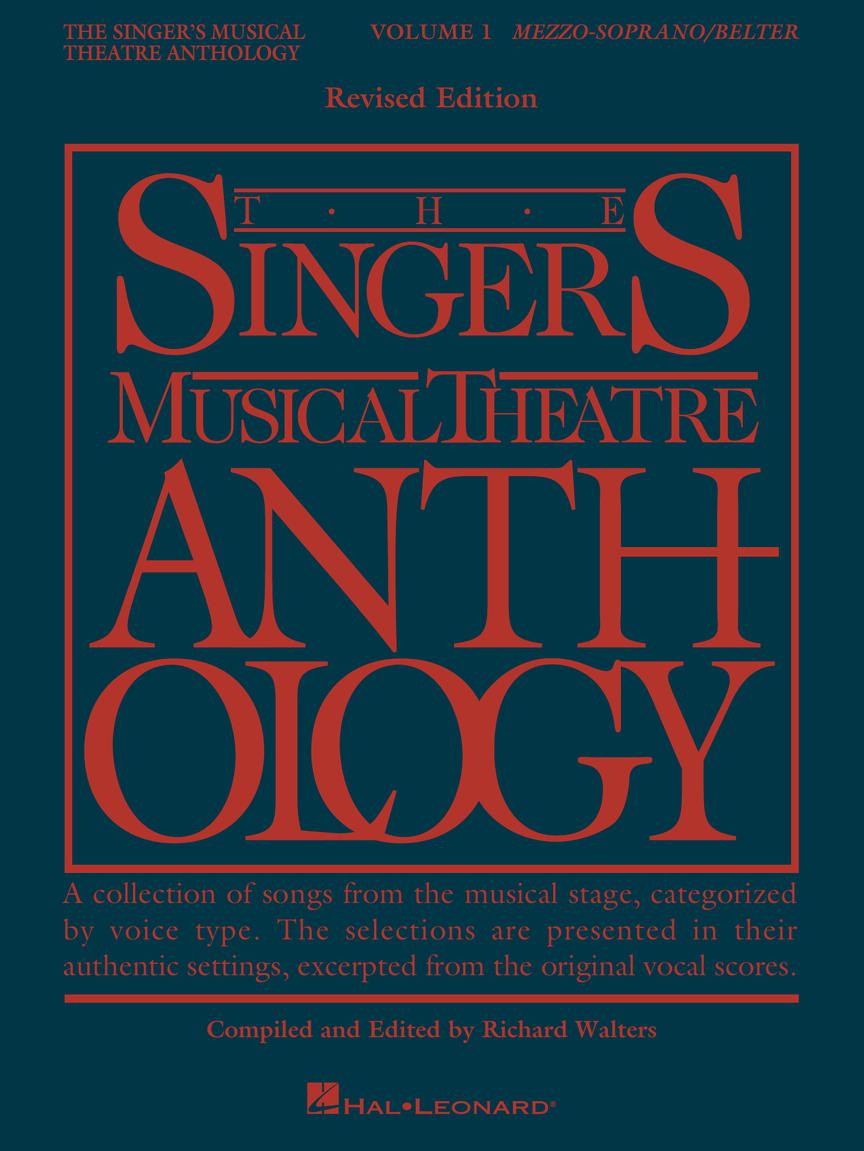 THE SINGER'S MUSICAL
THEATRE ANTHOLOGY
VOLUME 1 MEZZO-SOPRANO/BELTER
Revised Edition
T · H · E
SINGERS
MUSICAL THEATRE
ANTH
OLOGY
A collection of songs from the musical stage, categorized
by voice type. The selections are presented in their
authentic settings, excerpted from the original vocal scores.
Compiled and Edited by Richard Walters
HAL•LEONARD®